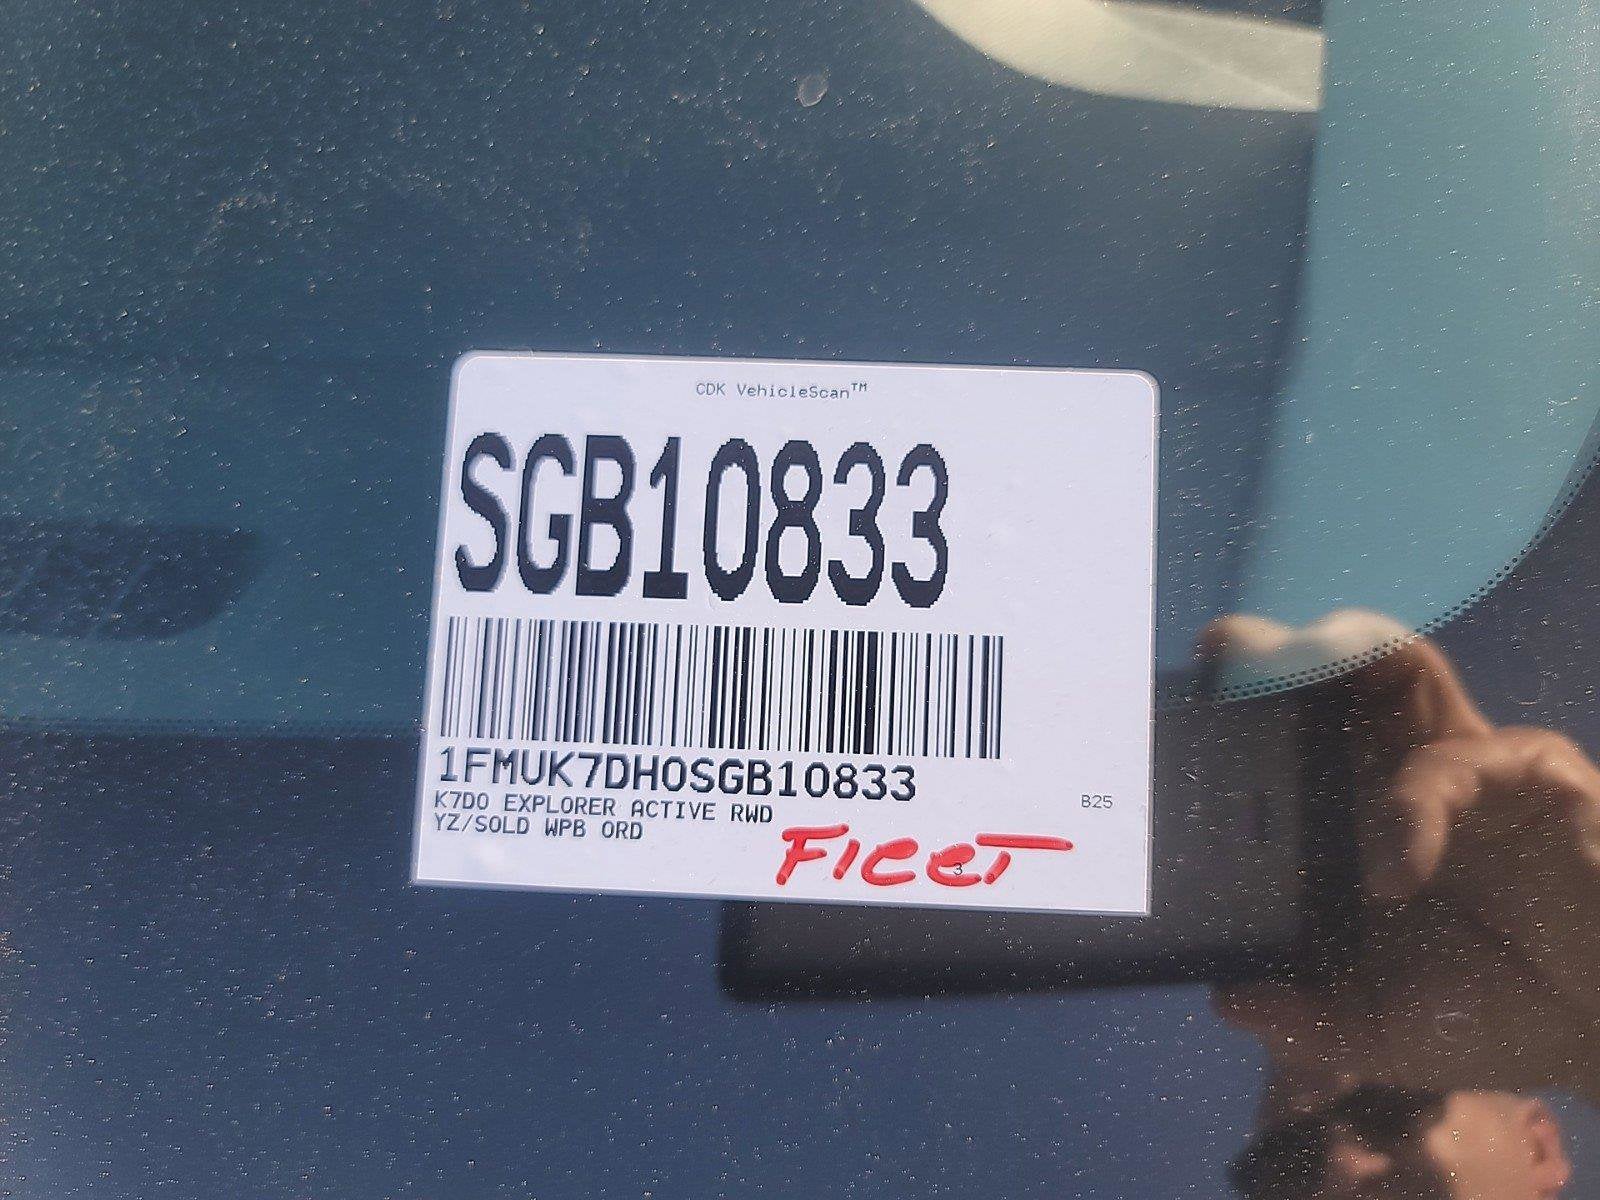 CDK VehicleScan™
SGB10833
1FMUK7DH0SGB10833
K7D0 EXPLORER ACTIVE RWD
B25
YZ/SOLD WPB ORD
FleeT
3